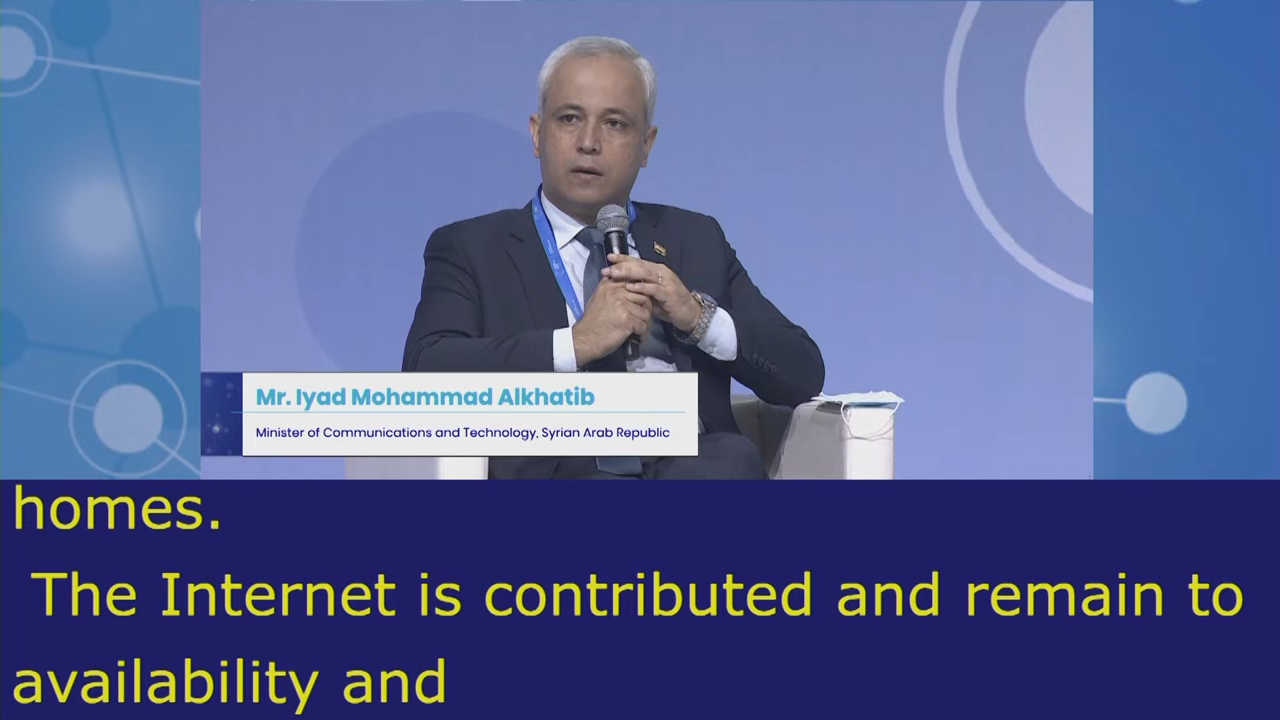 Mr. Iyad Mohammad Alkhatib
Minister of Communications and Technology, Syrian Arab Republic
homes.
The Internet is contributed and remain to
availability and